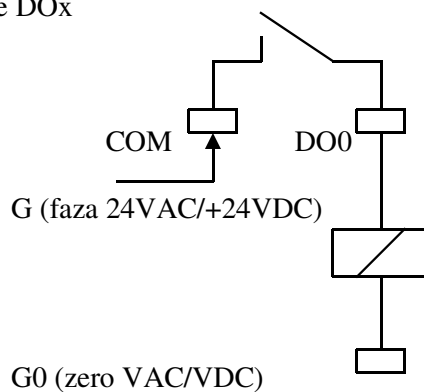 e DOx
COM DO0
G (faza 24VAC/+24VDC)
G0 (zero VAC/VDC)